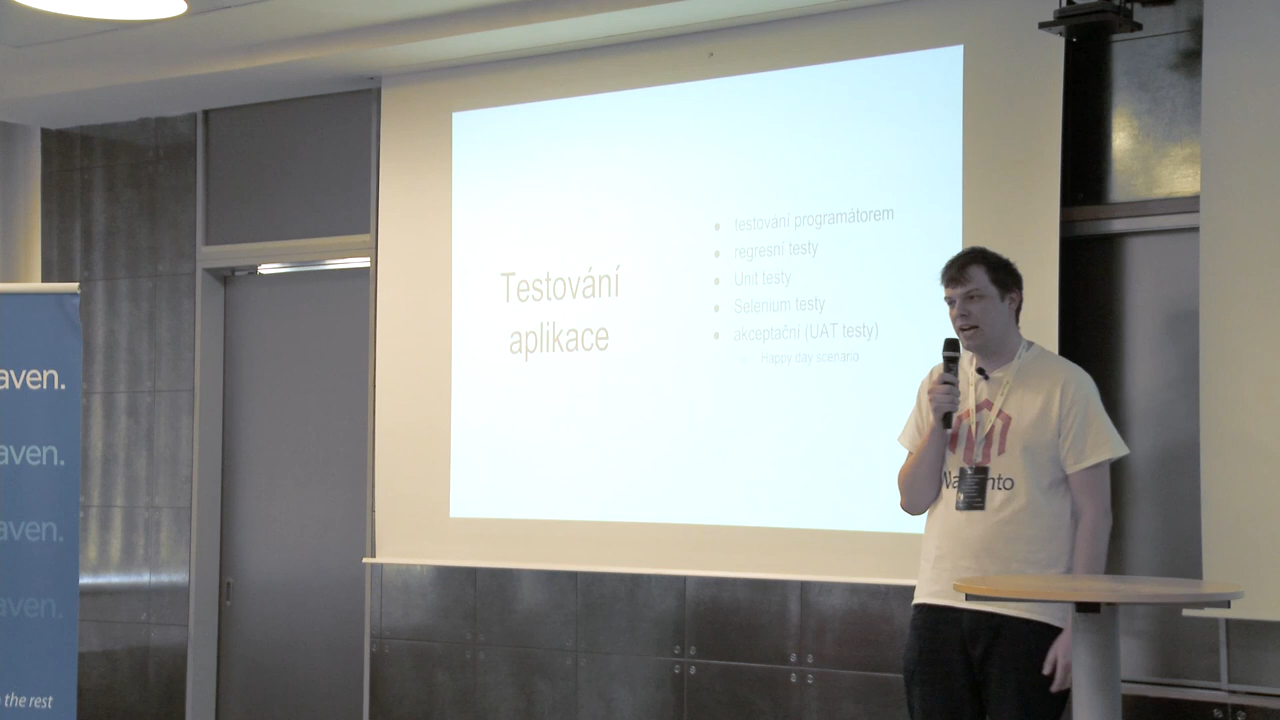 aven.
aven.
aven.
aven.
the rest
Testování
aplikace
testování programátorem
regresní testy
Unit testy
Selenium testy
akceptační (UAT testy)
Happy day scénario